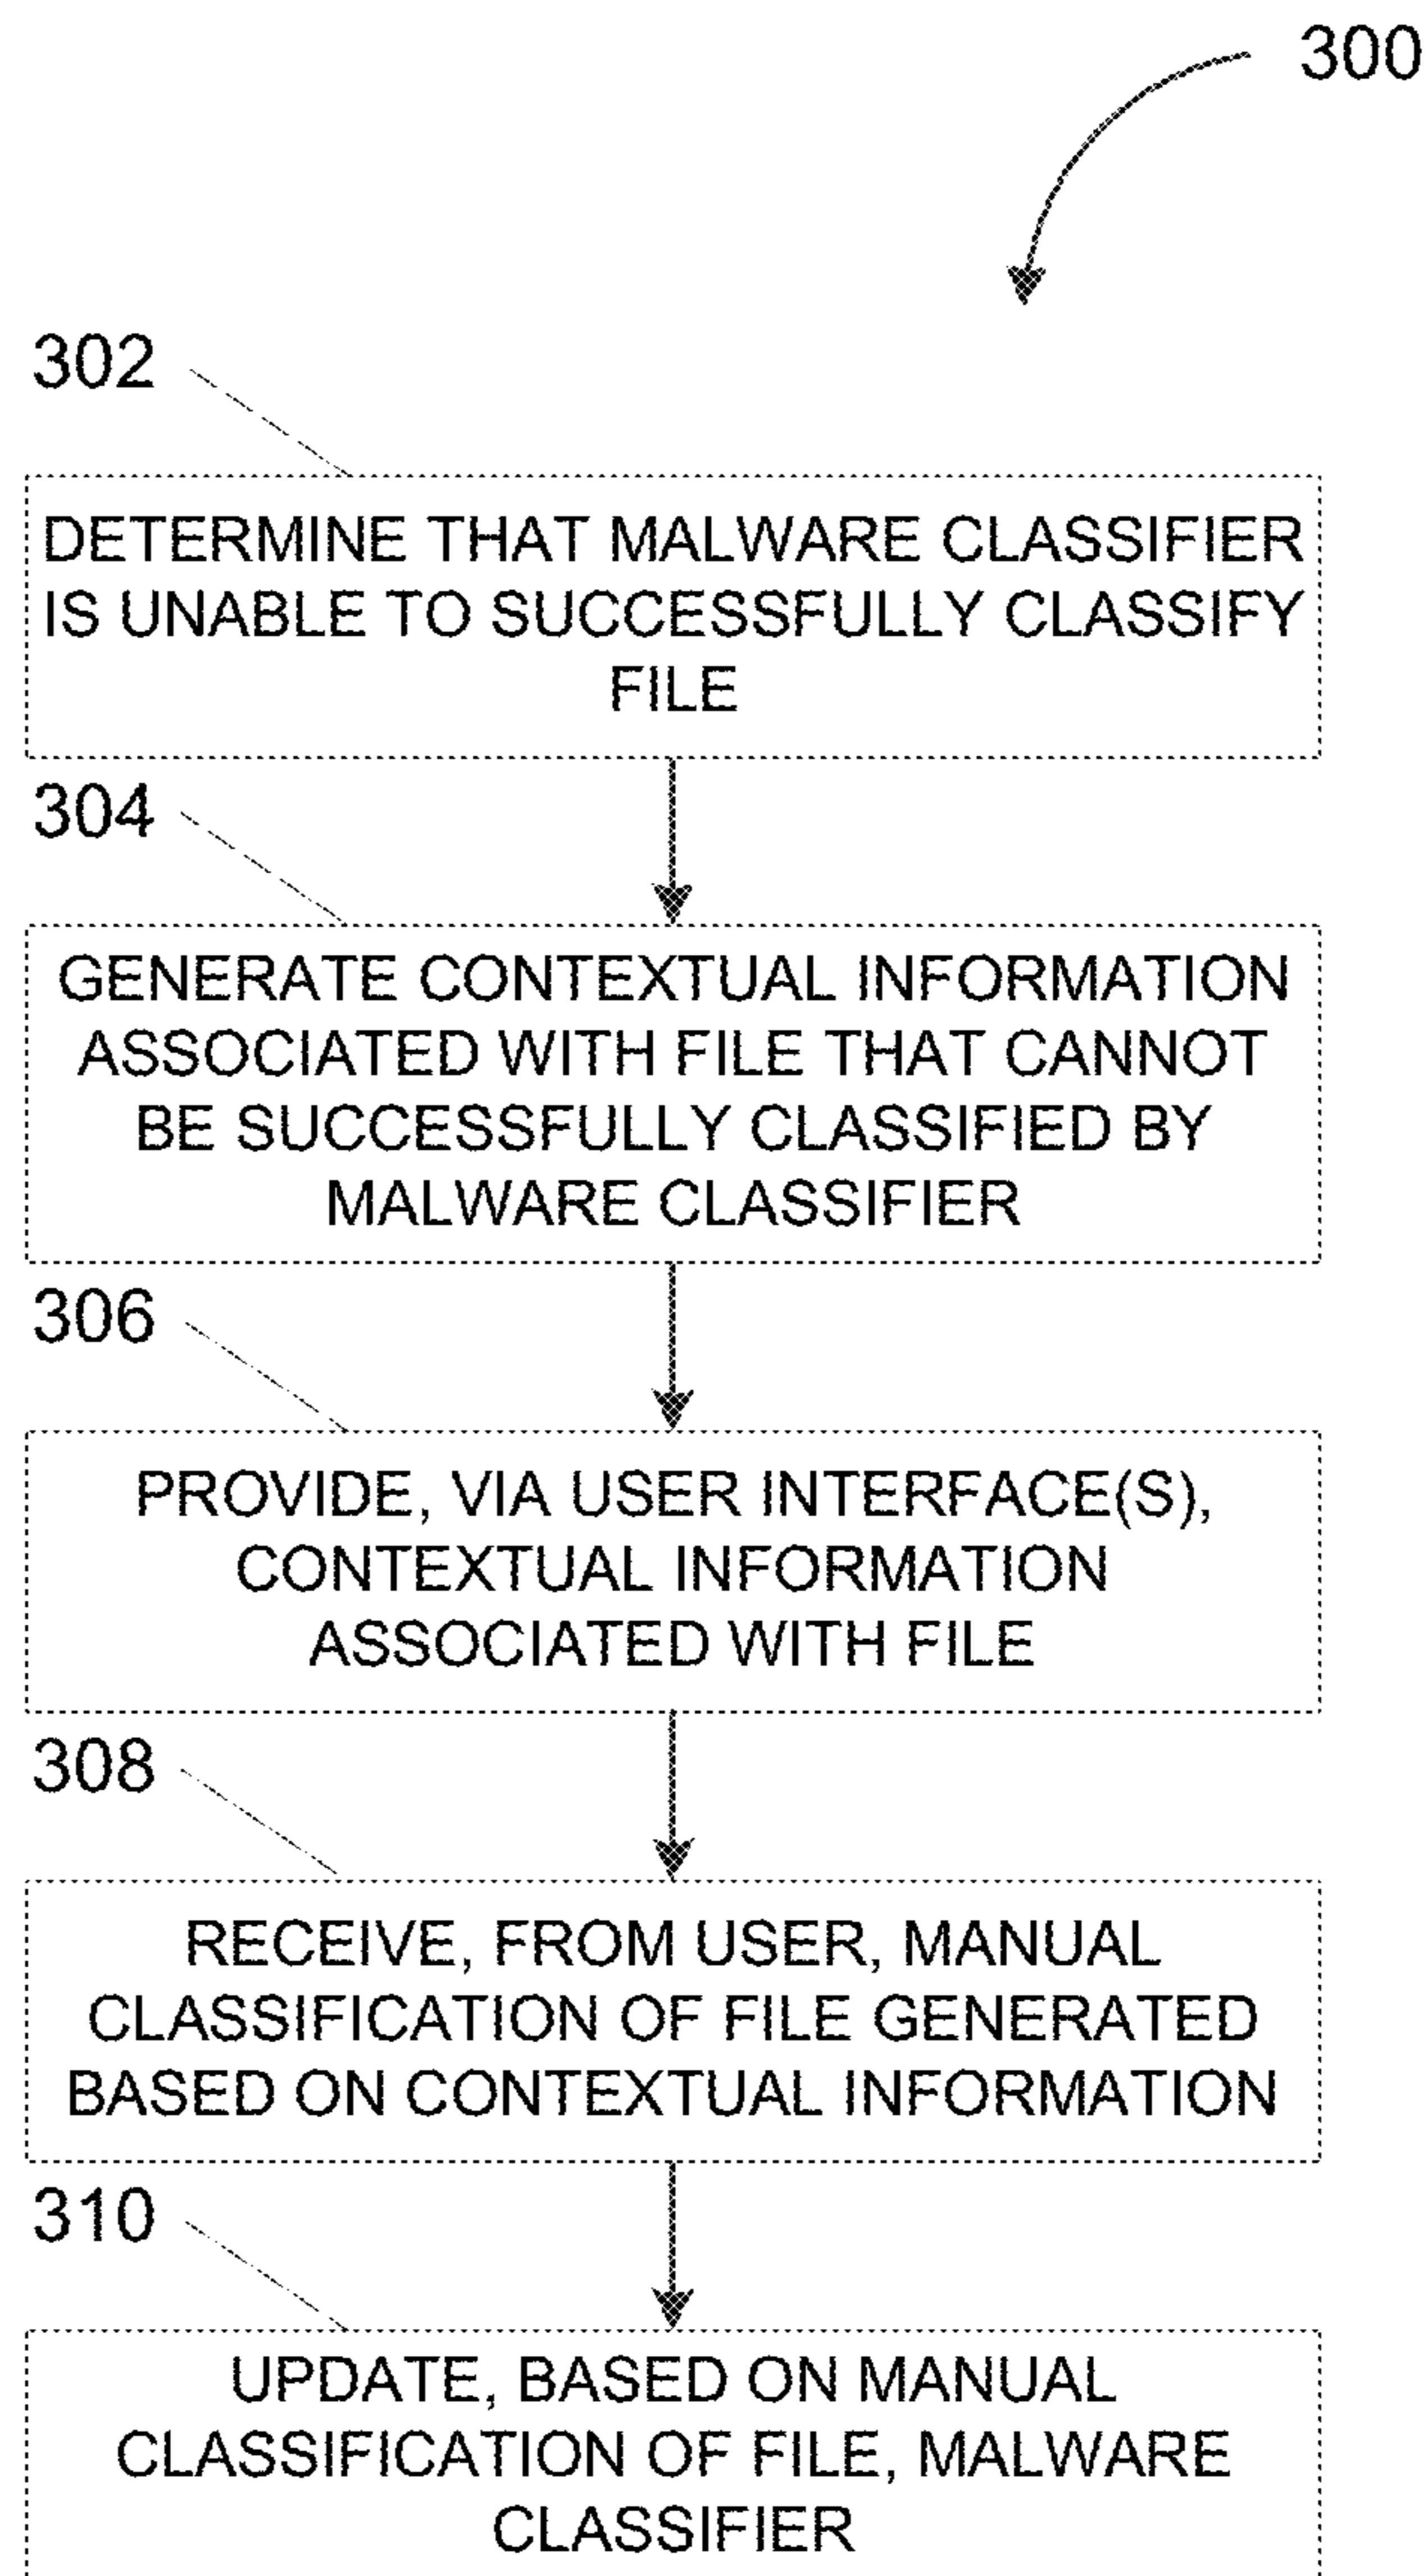 300
302
DETERMINE THAT MALWARE CLASSIFIER
IS UNABLE TO SUCCESSFULLY CLASSIFY
FILE
304
GENERATE CONTEXTUAL INFORMATION
ASSOCIATED WITH FILE THAT CANNOT
BE SUCCESSFULLY CLASSIFIED BY
MALWARE CLASSIFIER
306
PROVIDE, VIA USER INTERFACE(S),
CONTEXTUAL INFORMATION
ASSOCIATED WITH FILE
308
RECEIVE, FROM USER, MANUAL
CLASSIFICATION OF FILE GENERATED
BASED ON CONTEXTUAL INFORMATION
310
UPDATE, BASED ON MANUAL
CLASSIFICATION OF FILE, MALWARE
CLASSIFIER